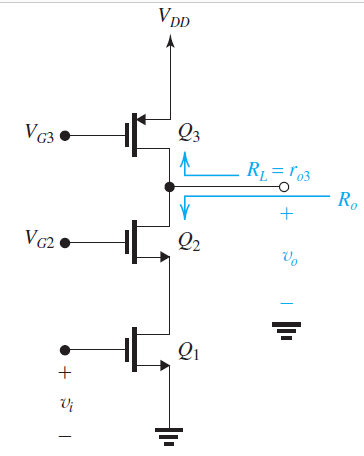 V_DD
V_G3
Q_3
R_L = r_o3
R_o
+
V_G2
Q_2
v_o
−
Q_1
+
v_i
−